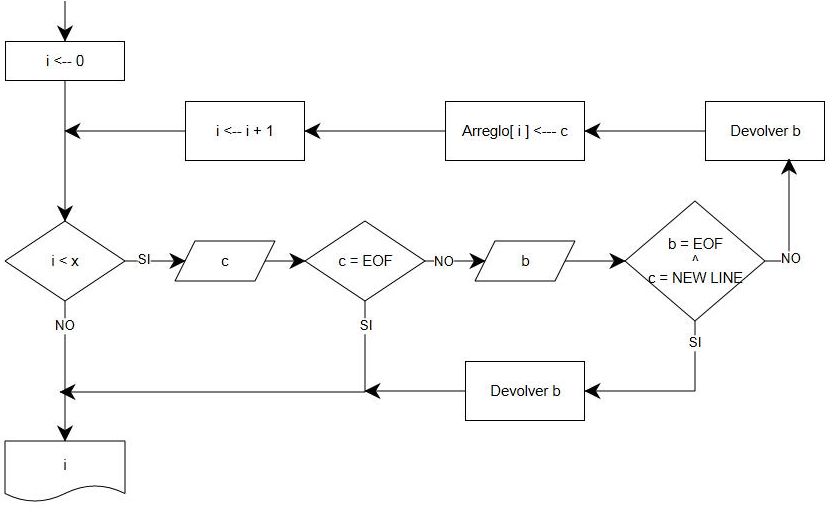 i <-- 0
i <-- i + 1
Arreglo[ i ] <--- c
Devolver b
i < x
SI
c
c = EOF
NO
b
b = EOF
^
c = NEW LINE
NO
NO
SI
SI
Devolver b
i